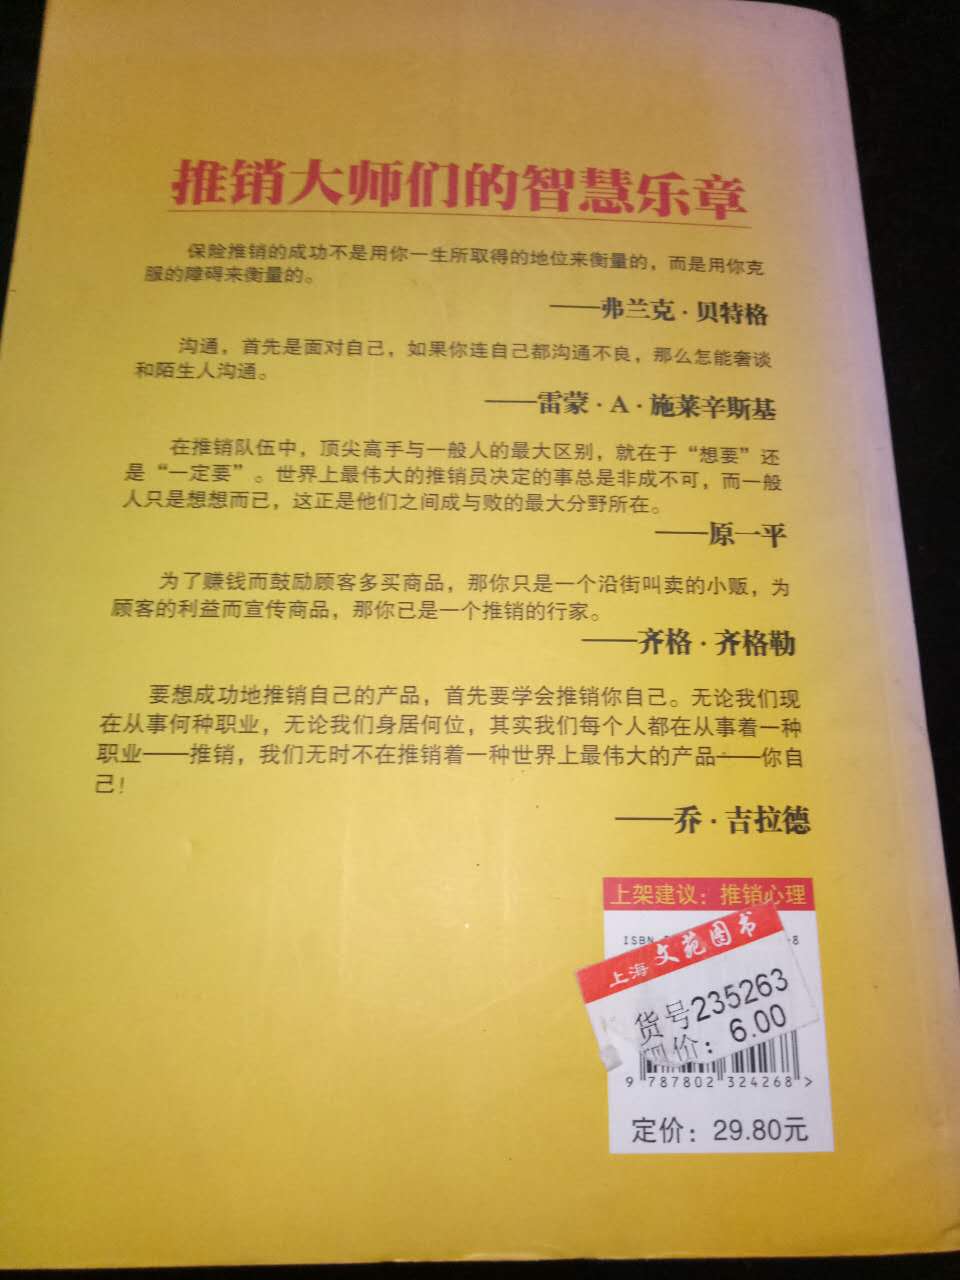 推销大师们的智慧乐章
保险推销的成功不是用你一生所取得的地位来衡量的，而是用你克
服的障碍来衡量的。
——弗兰克·贝特格
沟通，首先是面对自己，如果你连自己都沟通不良，那么怎能奢谈
和陌生人沟通。
——雷蒙·A·施莱辛斯基
在推销队伍中，顶尖高手与一般人的最大区别，就在于“想要”还
是“一定要”。世界上最伟大的推销员决定的事总是非成不可，而一般
人只是想想而已，这正是他们之间成与败的最大分野所在。
——原一平
为了赚钱而鼓励顾客多买商品，那你只是一个沿街叫卖的小贩，为
顾客的利益而宣传商品，那你已是一个推销的行家。
——齐格·齐格勒
要想成功地推销自己的产品，首先要学会推销你自己。无论我们现
在从事何种职业，无论我们身居何位，其实我们每个人都在从事着一种
职业——推销，我们无时不在推销着一种世界上最伟大的产品——你自
己！
——乔·吉拉德
上架建议：推销心理
ISBN -8
上海 文苑图书
货号235263
价：6.00
9 787802 324268 >
定价：29.80元